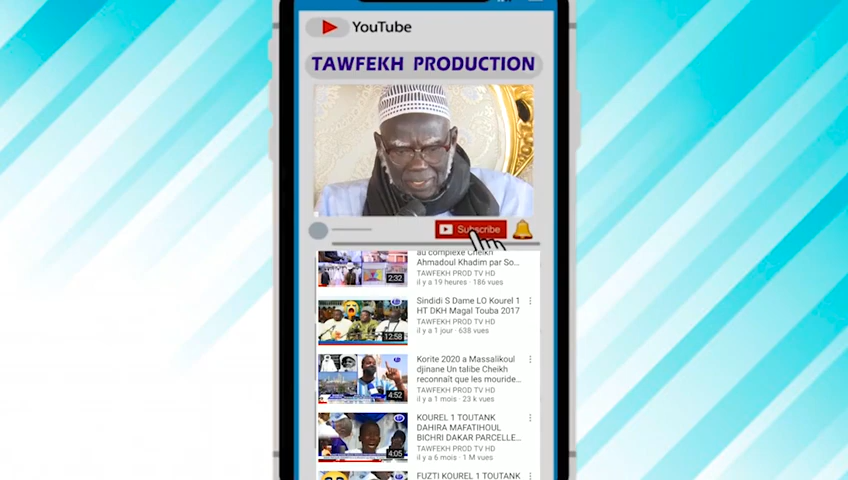 YouTube
TAWFEKH PRODUCTION
Subscribe
au complexe Cheikh
Ahmadoul Khadim par So...
TAWFEKH PROD TV HD
il y a 19 heures · 186 vues
2:32
Sindidi S Dame LO Kourel 1
HT DKH Magal Touba 2017
TAWFEKH PROD TV HD
il y a 1 jour · 638 vues
12:58
Korite 2020 a Massalikoul
djinane Un talibe Cheikh
reconnaît que les mouride...
TAWFEKH PROD TV HD
il y a 1 mois · 23 k vues
4:52
KOUREL 1 TOUTANK
DAHIRA MAFATIHOUL
BICHRI DAKAR PARCELLE...
TAWFEKH PROD TV HD
il y a 6 mois · 1 M vues
4:05
FUZTI KOUREL 1 TOUTANK